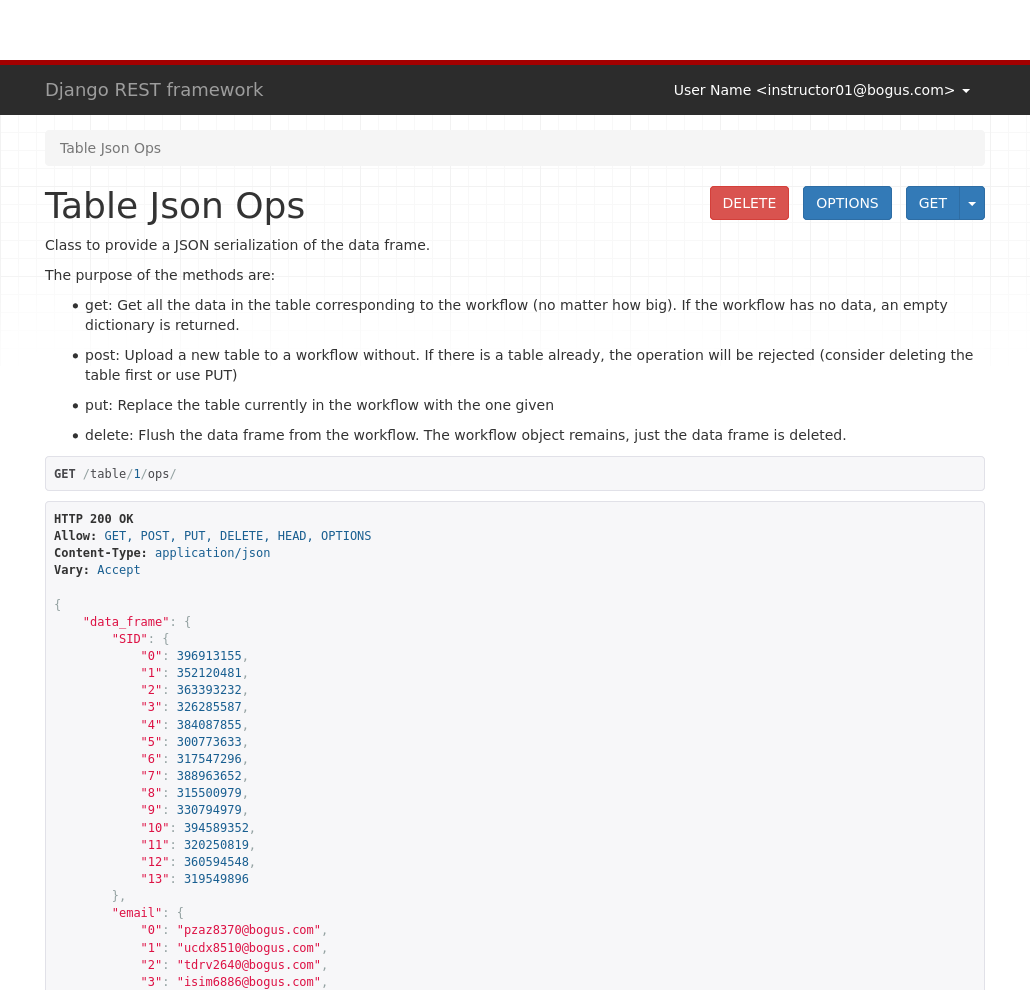 Django REST framework
User Name <instructor01@bogus.com>
Table Json Ops
Table Json Ops
DELETE
OPTIONS
GET
Class to provide a JSON serialization of the data frame.
The purpose of the methods are:
• get: Get all the data in the table corresponding to the workflow (no matter how big). If the workflow has no data, an empty
dictionary is returned.
• post: Upload a new table to a workflow without. If there is a table already, the operation will be rejected (consider deleting the
table first or use PUT)
• put: Replace the table currently in the workflow with the one given
• delete: Flush the data frame from the workflow. The workflow object remains, just the data frame is deleted.
GET /table/1/ops/
HTTP 200 OK
Allow: GET, POST, PUT, DELETE, HEAD, OPTIONS
Content-Type: application/json
Vary: Accept
{
    "data_frame": {
        "SID": {
            "0": 396913155,
            "1": 352120481,
            "2": 363393232,
            "3": 326285587,
            "4": 384087855,
            "5": 300773633,
            "6": 317547296,
            "7": 388963652,
            "8": 315500979,
            "9": 330794979,
            "10": 394589352,
            "11": 320250819,
            "12": 360594548,
            "13": 319549896
        },
        "email": {
            "0": "pzaz8370@bogus.com",
            "1": "ucdx8510@bogus.com",
            "2": "tdrv2640@bogus.com",
            "3": "isim6886@bogus.com",